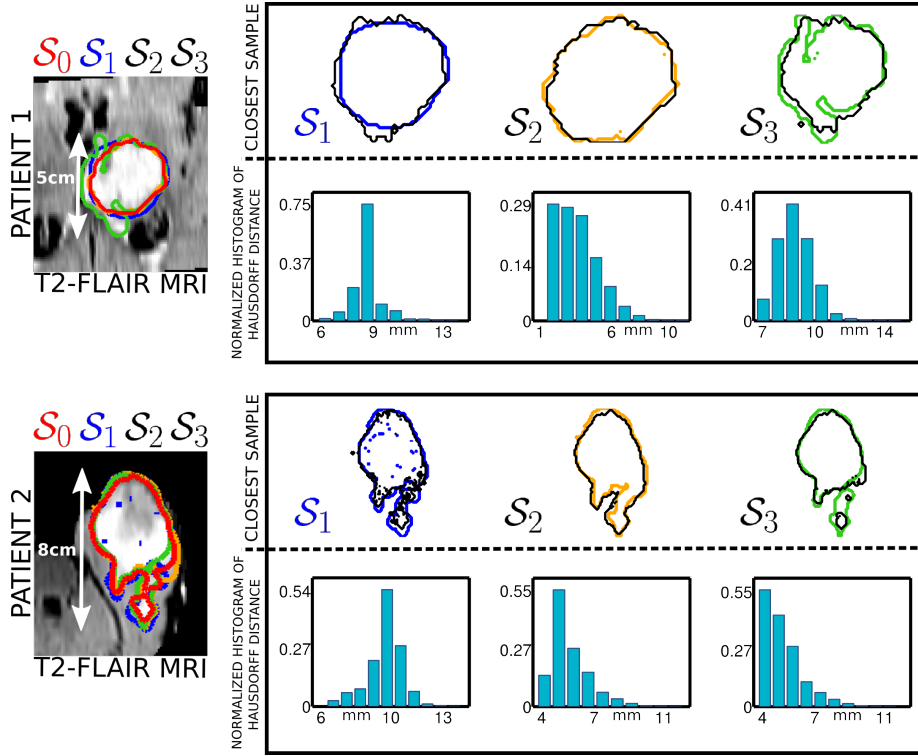 S0 S1 S2 S3
PATIENT 1
5cm
T2-FLAIR MRI
CLOSEST SAMPLE
S1
S2
S3
NORMALIZED HISTOGRAM OF
HAUSDORFF DISTANCE
0.75
0.37
0
6 9 mm 13
0.29
0.14
0
1 6 mm 10
0.41
0.2
0
7 10 mm 14
S0 S1 S2 S3
PATIENT 2
8cm
T2-FLAIR MRI
CLOSEST SAMPLE
S1
S2
S3
NORMALIZED HISTOGRAM OF
HAUSDORFF DISTANCE
0.54
0.27
0
6 mm 10 13
0.55
0.27
0
4 7 mm 11
0.55
0.27
0
4 7 mm 11